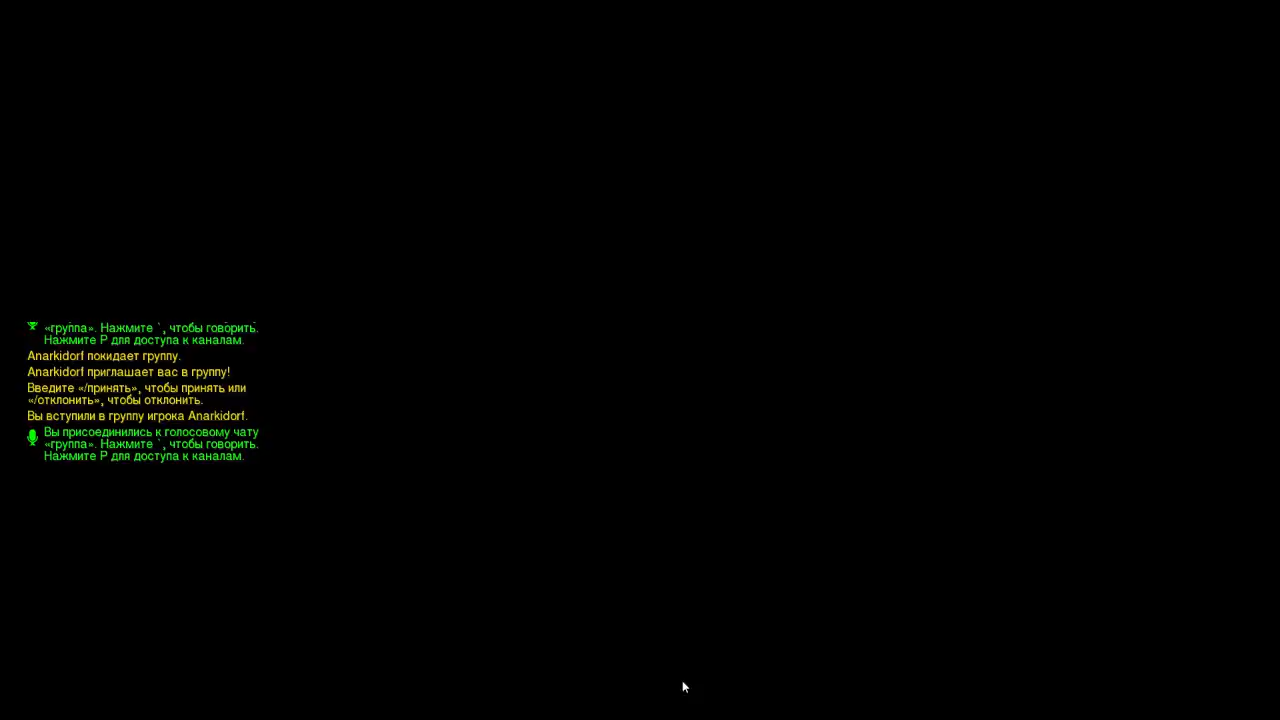 «группа». Нажмите `, чтобы говорить.
Нажмите P для доступа к каналам.
Anarkidorf покидает группу.
Anarkidorf приглашает вас в группу!
Введите «/принять», чтобы принять или
«/отклонить», чтобы отклонить.
Вы вступили в группу игрока Anarkidorf.
Вы присоединились к голосовому чату
«группа». Нажмите `, чтобы говорить.
Нажмите P для доступа к каналам.